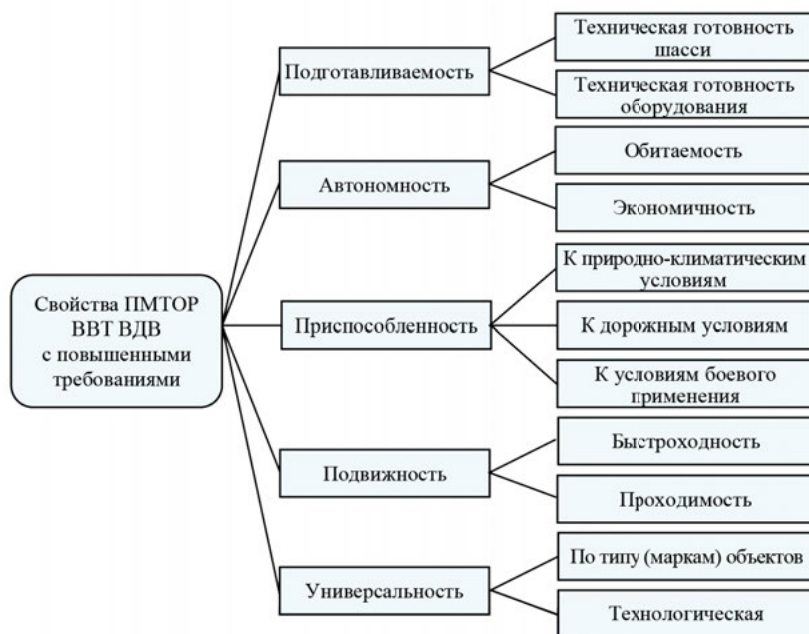 Свойства ПМТОР
ВВТ ВДВ
с повышенными
требованиями
Подготавливаемость
Техническая готовность
шасси
Техническая готовность
оборудования
Автономность
Обитаемость
Экономичность
Приспособленность
К природно-климатическим
условиям
К дорожным условиям
К условиям боевого
применения
Подвижность
Быстроходность
Проходимость
Универсальность
По типу (маркам) объектов
Технологическая